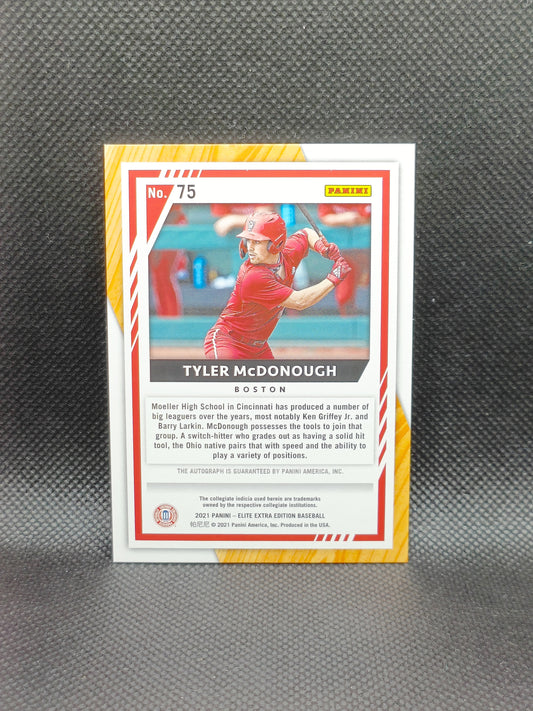 No. 75
PANINI
TYLER McDONOUGH
BOSTON
Moeller High School in Cincinnati has produced a number of
big leaguers over the years, most notably Ken Griffey Jr. and
Barry Larkin. McDonough possesses the tools to join that
group. A switch-hitter who grades out as having a solid hit
tool, the Ohio native pairs that with speed and the ability to
play a variety of positions.
THE AUTOGRAPH IS GUARANTEED BY PANINI AMERICA, INC.
The collegiate indicia used herein are trademarks
owned by the respective collegiate institutions.
2021 PANINI – ELITE EXTRA EDITION BASEBALL
帕尼尼 © 2021 Panini America, Inc. Produced in the USA.